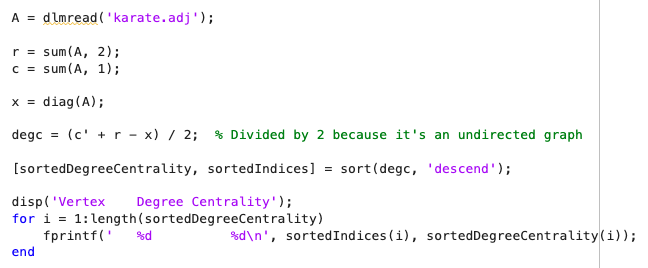 A = dlmread('karate.adj');
r = sum(A, 2);
c = sum(A, 1);
x = diag(A);
degc = (c' + r - x) / 2;  % Divided by 2 because it's an undirected graph
[sortedDegreeCentrality, sortedIndices] = sort(degc, 'descend');
disp('Vertex    Degree Centrality');
for i = 1:length(sortedDegreeCentrality)
    fprintf('   %d          %d\n', sortedIndices(i), sortedDegreeCentrality(i));
end